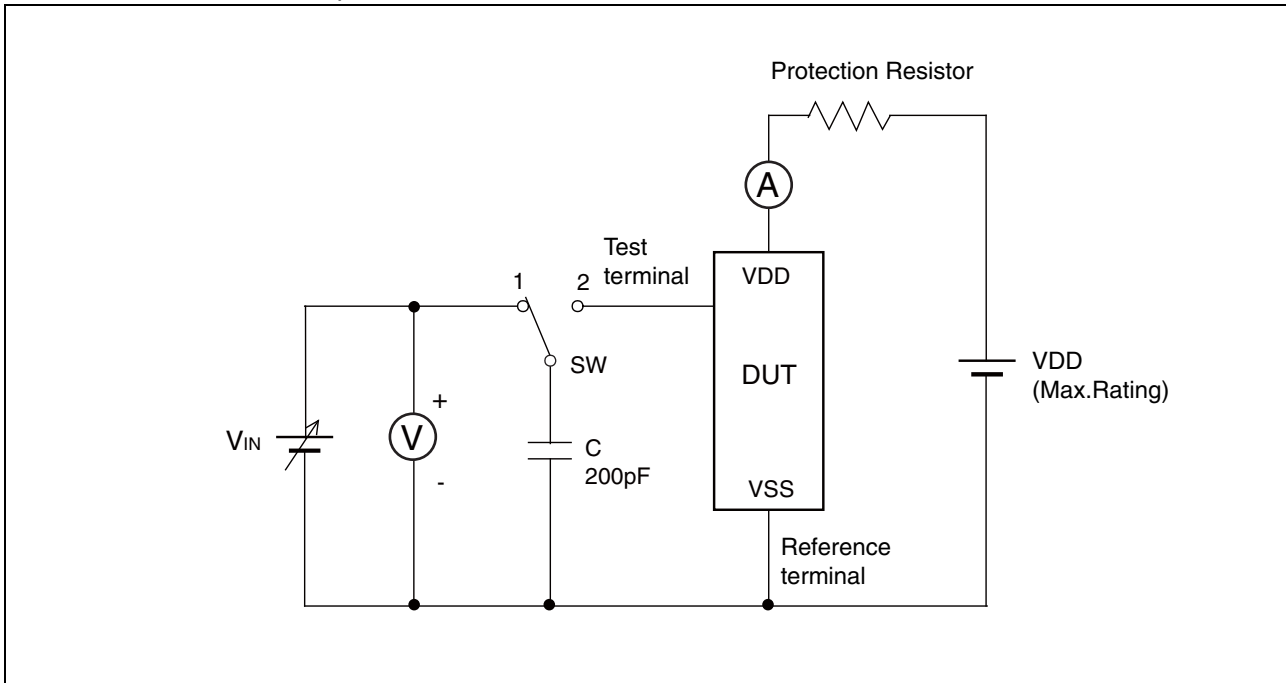 Protection Resistor
A
Test
terminal
VDD
1
2
SW
DUT
VDD
(Max.Rating)
VIN
+
V
-
C
200pF
VSS
Reference
terminal